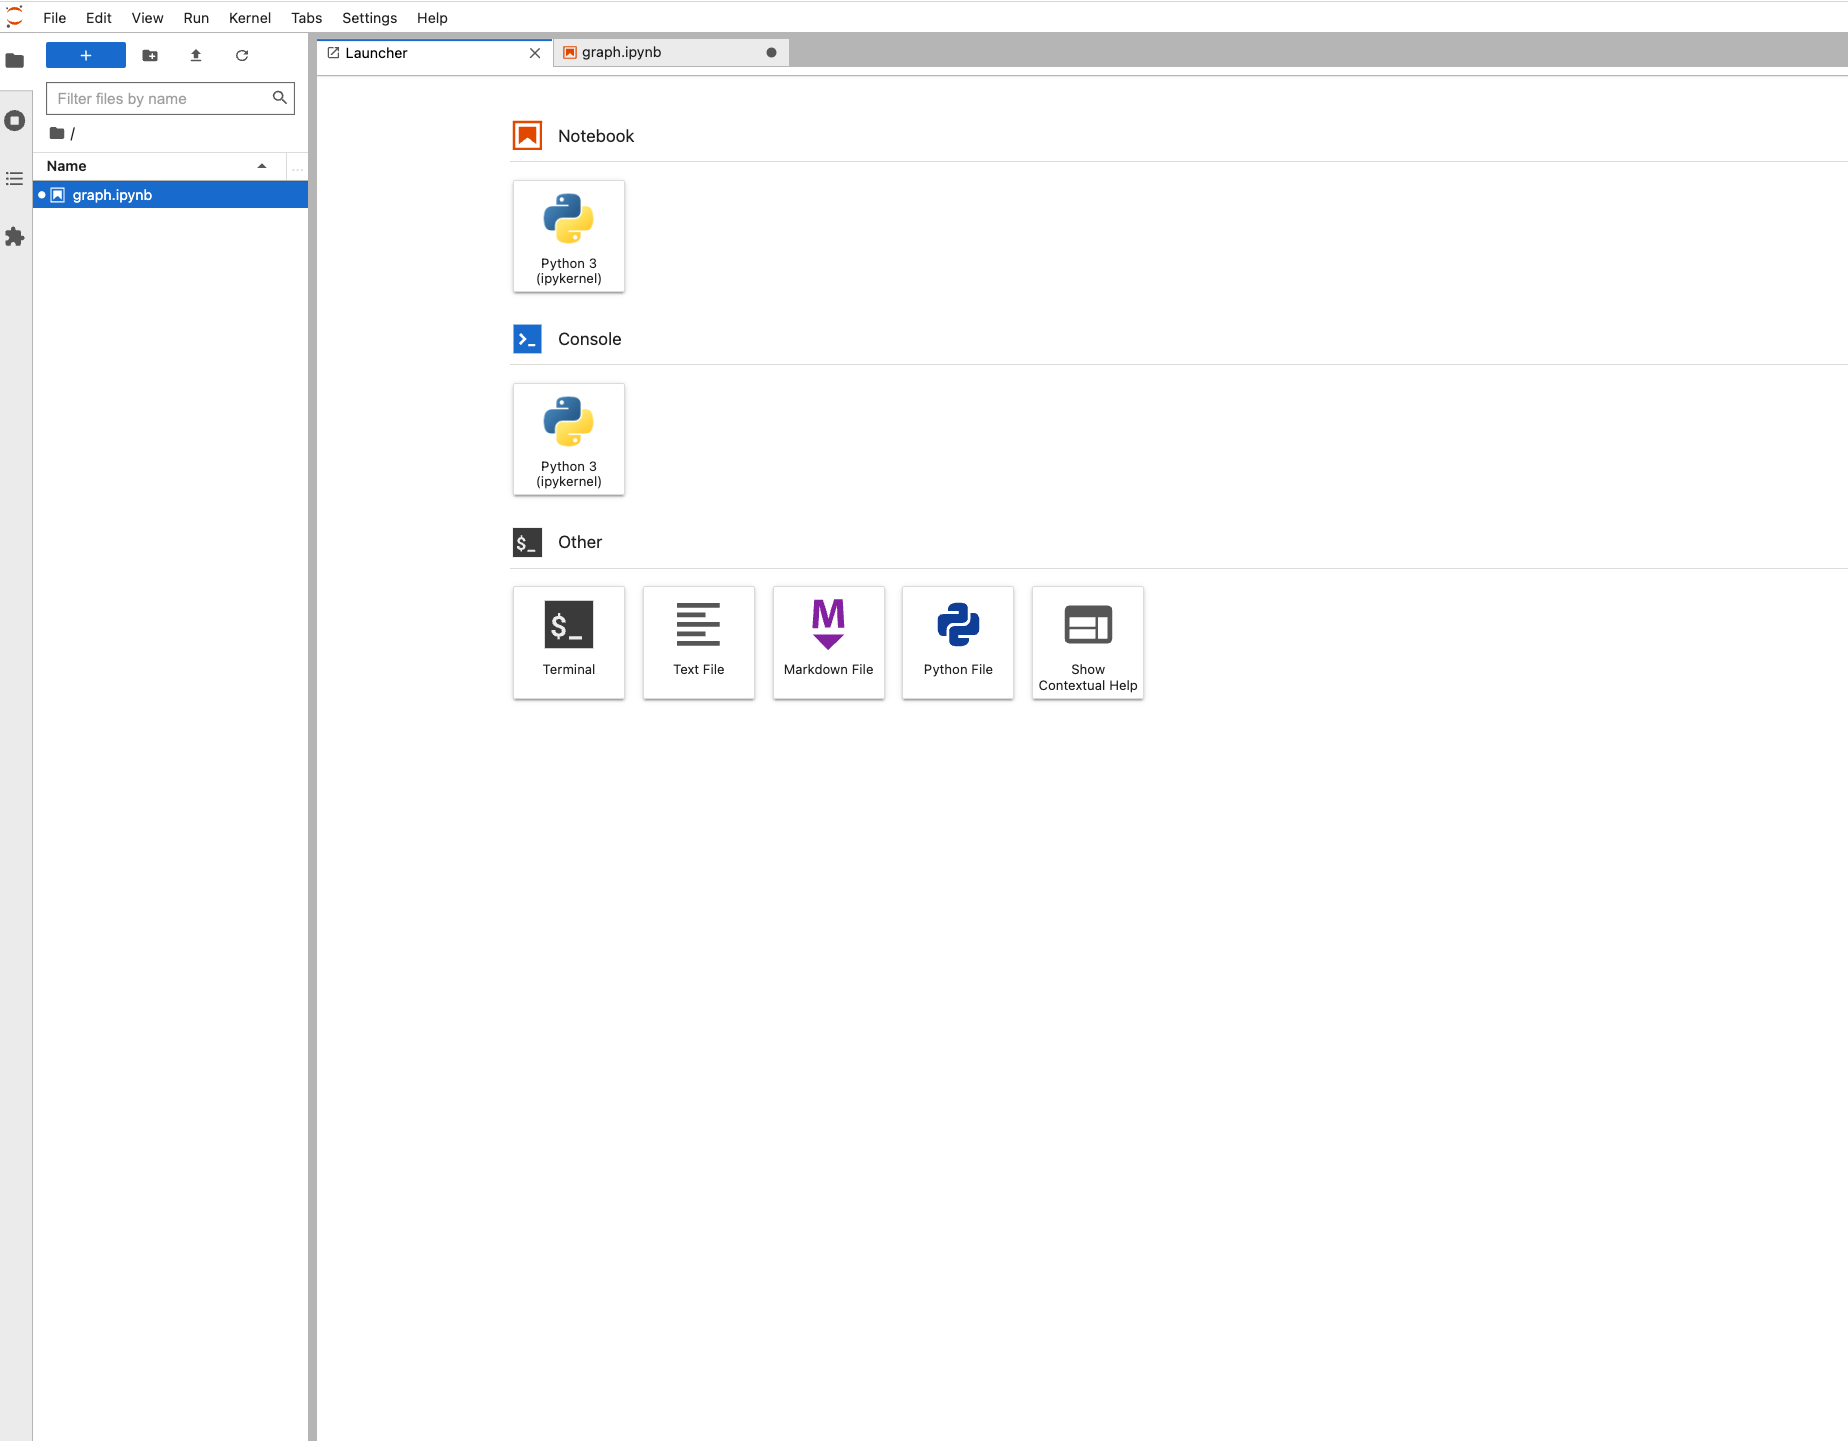 File Edit View Run Kernel Tabs Settings Help
+
Filter files by name
/
Name
...
graph.ipynb
Launcher
graph.ipynb
Notebook
Python 3
(ipykernel)
Console
Python 3
(ipykernel)
$_ Other
$_
Terminal
Text File
M
Markdown File
Python File
Show
Contextual Help